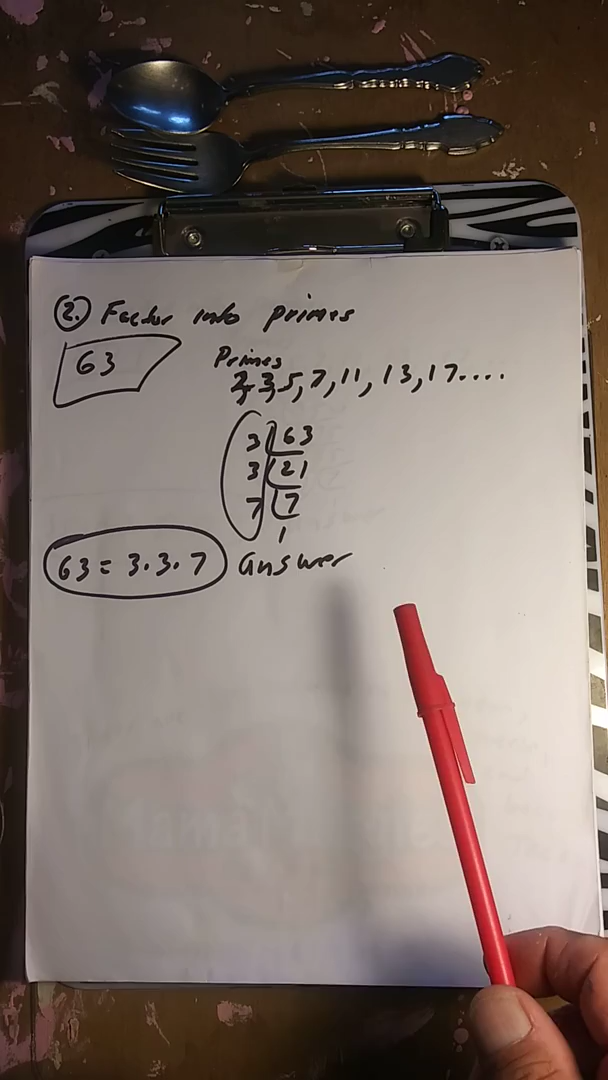 2. Factor into primes
63
Primes
2, 3, 5, 7, 11, 13, 17....
3 63
3 21
7 7
1
63 = 3.3.7 answer